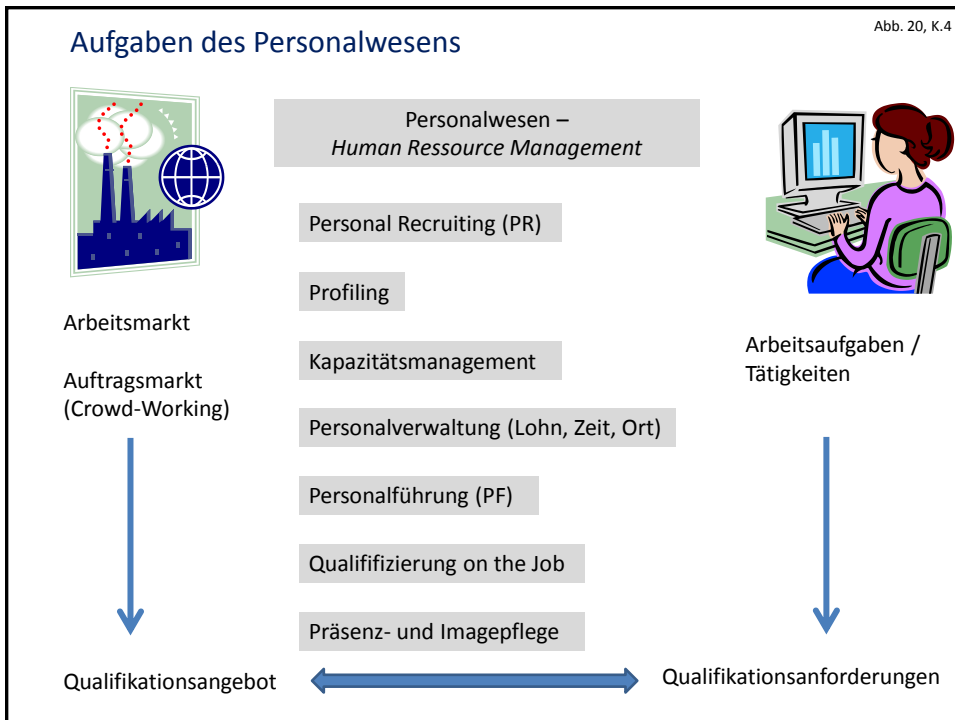 Abb. 20, K.4
Aufgaben des Personalwesens
Personalwesen –
Human Ressource Management
Personal Recruiting (PR)
Profiling
Kapazitätsmanagement
Personalverwaltung (Lohn, Zeit, Ort)
Personalführung (PF)
Qualififizierung on the Job
Präsenz- und Imagepflege
Arbeitsmarkt
Auftragsmarkt
(Crowd-Working)
Arbeitsaufgaben /
Tätigkeiten
Qualifikationsangebot
Qualifikationsanforderungen